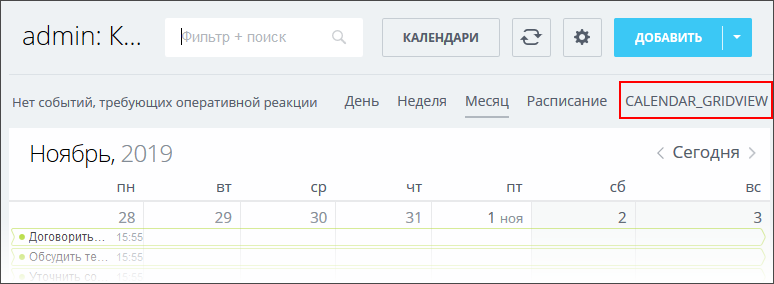 admin: К... Фильтр + поиск КАЛЕНДАРИ ДОБАВИТЬ
Нет событий, требующих оперативной реакции День Неделя Месяц Расписание CALENDAR_GRIDVIEW
Ноябрь, 2019 Сегодня
пн вт ср чт пт сб вс
28 29 30 31 1 ноя 2 3
Договорить... 15:55
Обсудить те... 15:55
Уточнить со... 15:55